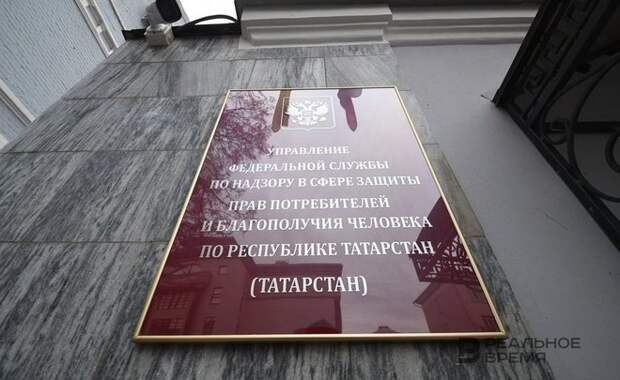 УПРАВЛЕНИЕ
ФЕДЕРАЛЬНОЙ СЛУЖБЫ
ПО НАДЗОРУ В СФЕРЕ ЗАЩИТЫ
ПРАВ ПОТРЕБИТЕЛЕЙ
И БЛАГОПОЛУЧИЯ ЧЕЛОВЕКА
ПО РЕСПУБЛИКЕ ТАТАРСТАН
(ТАТАРСТАН)
РЕАЛЬНОЕ
ВРЕМЯ